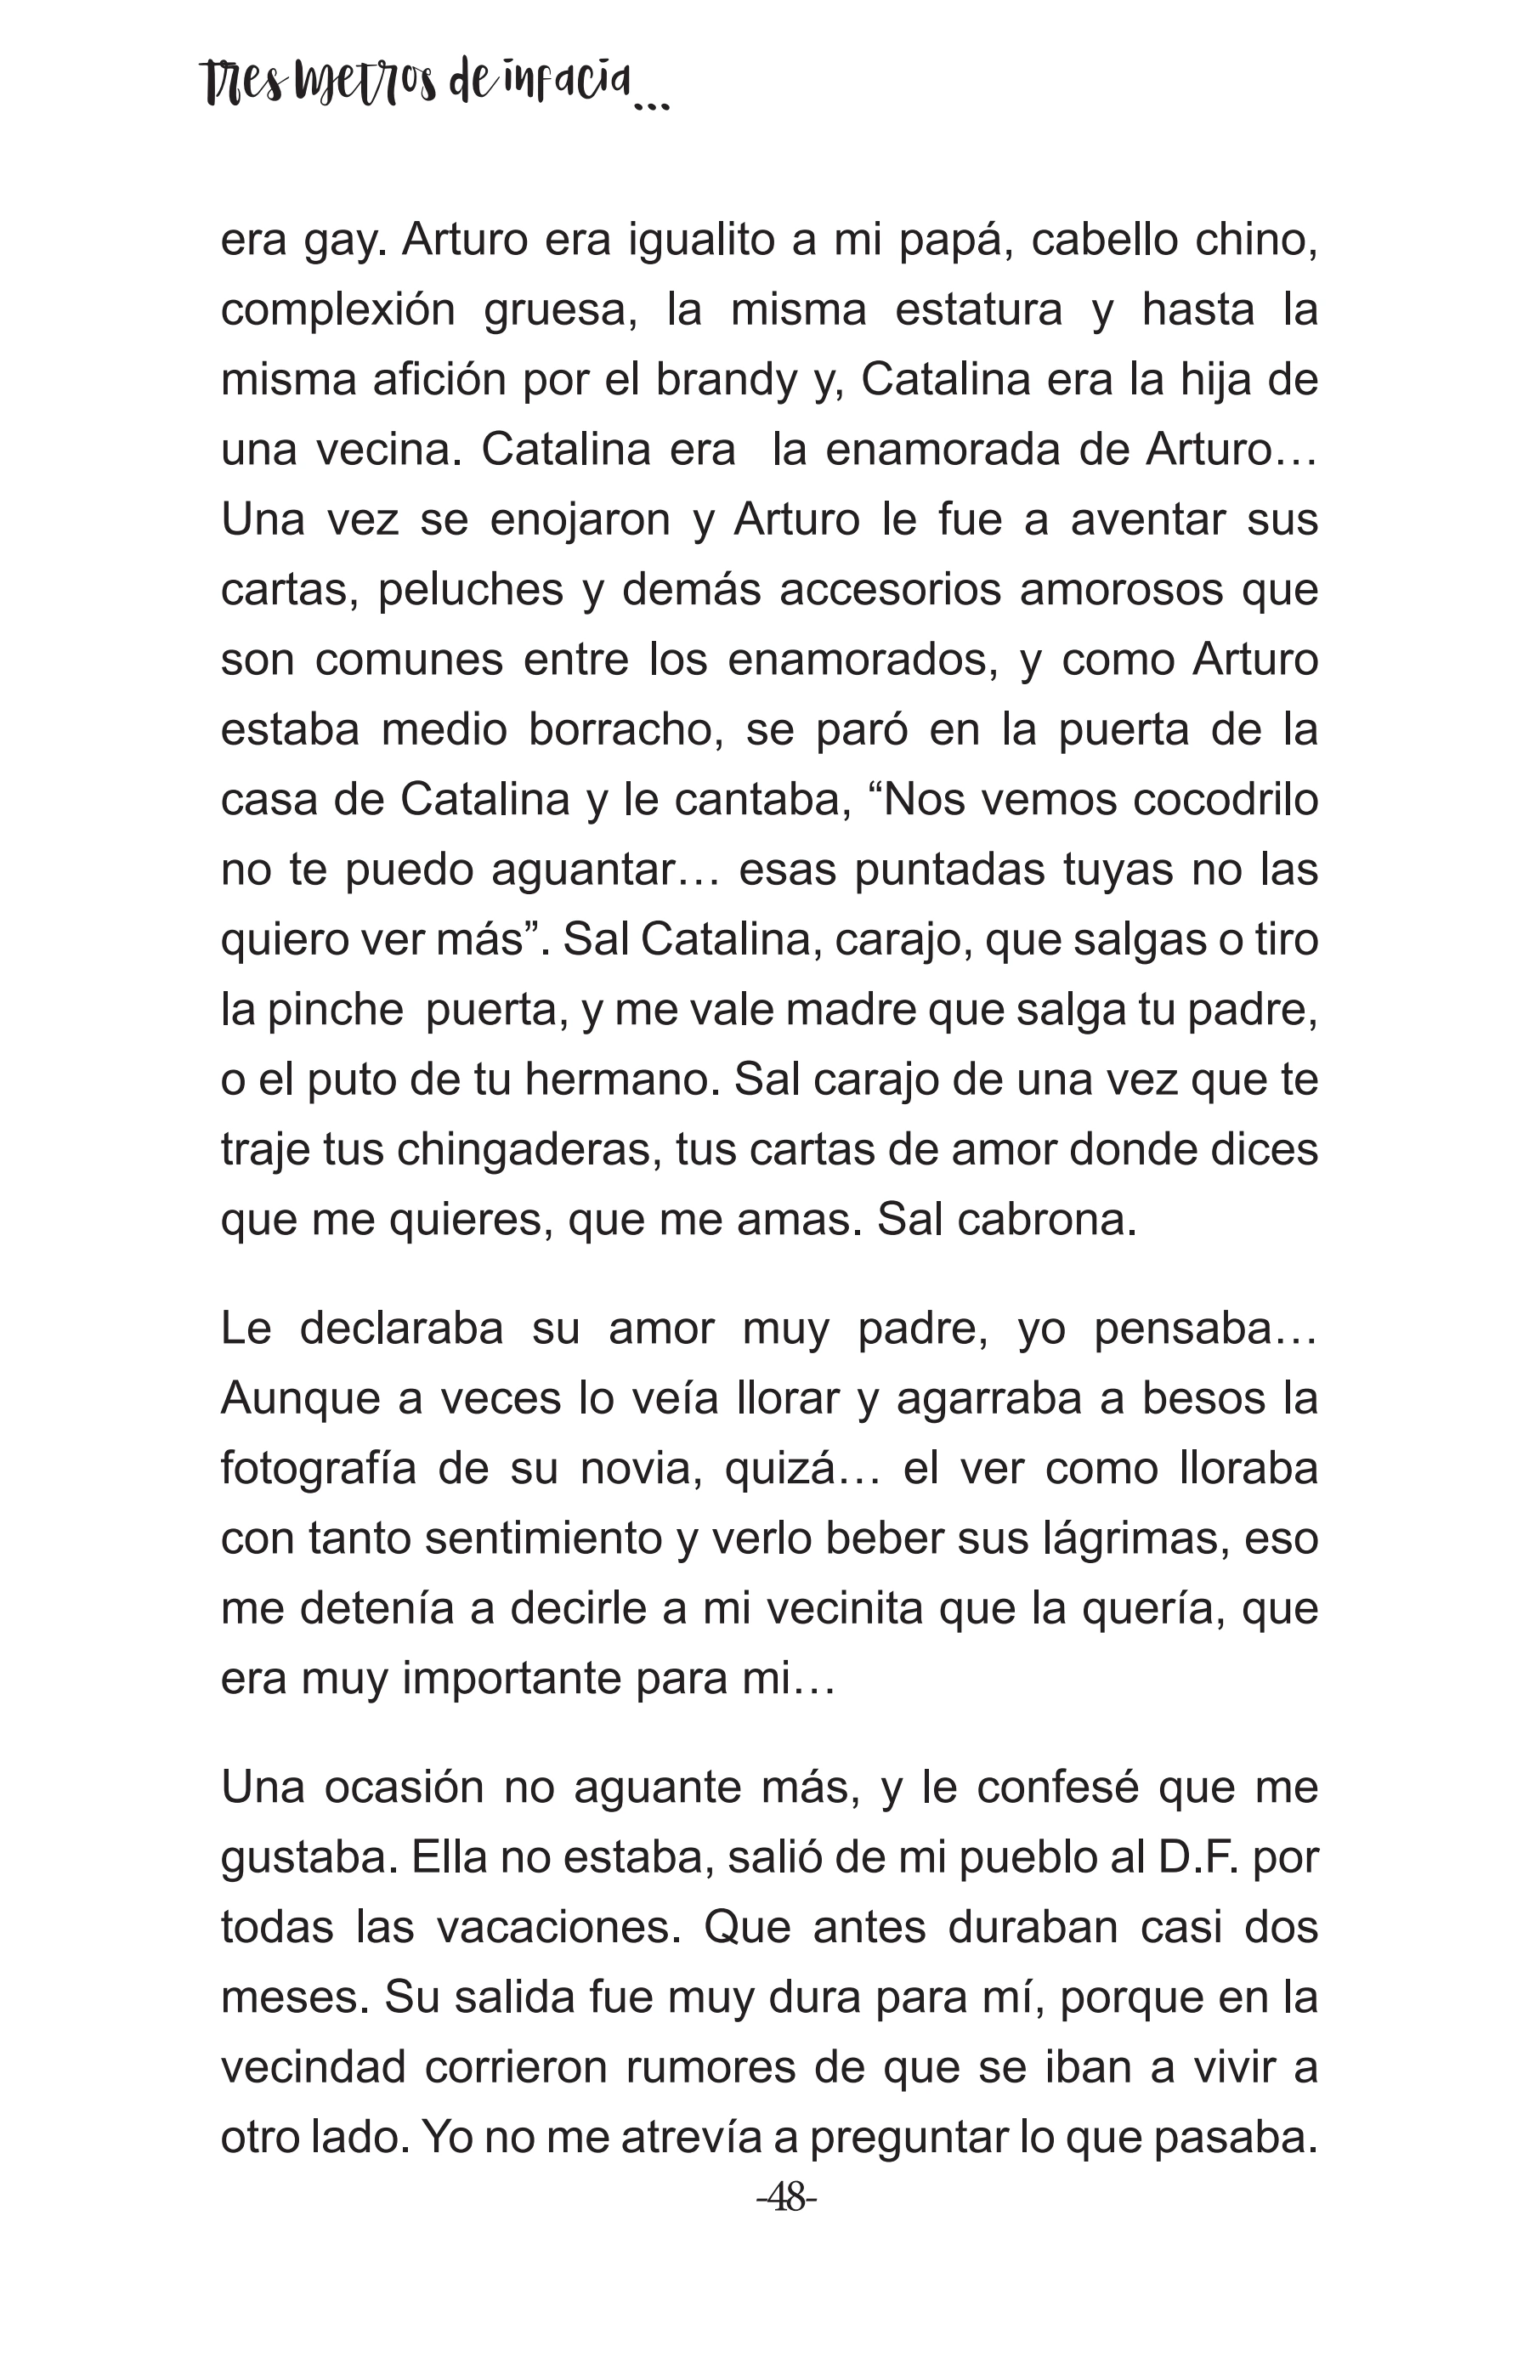 Tres metros de infacia...
era gay. Arturo era igualito a mi papá, cabello chino,
complexión gruesa, la misma estatura y hasta la
misma afición por el brandy y, Catalina era la hija de
una vecina. Catalina era  la enamorada de Arturo…
Una vez se enojaron y Arturo le fue a aventar sus
cartas, peluches y demás accesorios amorosos que
son comunes entre los enamorados, y como Arturo
estaba medio borracho, se paró en la puerta de la
casa de Catalina y le cantaba, “Nos vemos cocodrilo
no te puedo aguantar… esas puntadas tuyas no las
quiero ver más”. Sal Catalina, carajo, que salgas o tiro
la pinche  puerta, y me vale madre que salga tu padre,
o el puto de tu hermano. Sal carajo de una vez que te
traje tus chingaderas, tus cartas de amor donde dices
que me quieres, que me amas. Sal cabrona.
Le declaraba su amor muy padre, yo pensaba…
Aunque a veces lo veía llorar y agarraba a besos la
fotografía de su novia, quizá… el ver como lloraba
con tanto sentimiento y verlo beber sus lágrimas, eso
me detenía a decirle a mi vecinita que la quería, que
era muy importante para mi…
Una ocasión no aguante más, y le confesé que me
gustaba. Ella no estaba, salió de mi pueblo al D.F. por
todas las vacaciones. Que antes duraban casi dos
meses. Su salida fue muy dura para mí, porque en la
vecindad corrieron rumores de que se iban a vivir a
otro lado. Yo no me atrevía a preguntar lo que pasaba.
-48-